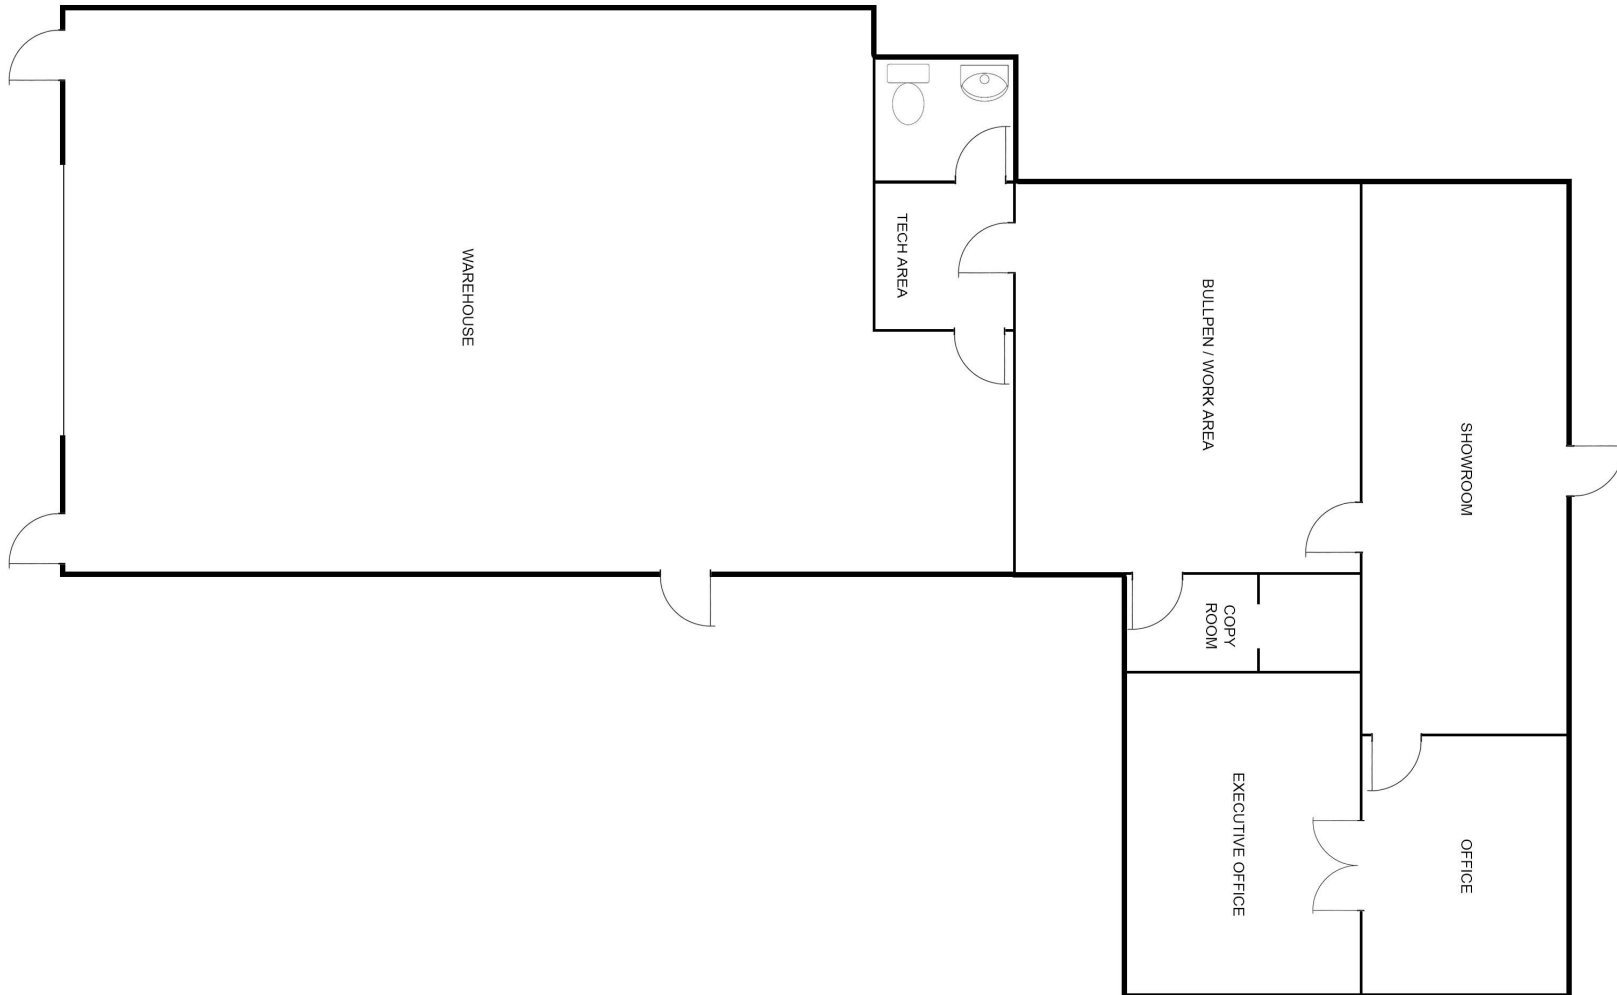 WAREHOUSE
TECH AREA
BULLPEN / WORK AREA
SHOWROOM
COPY
ROOM
EXECUTIVE OFFICE
OFFICE